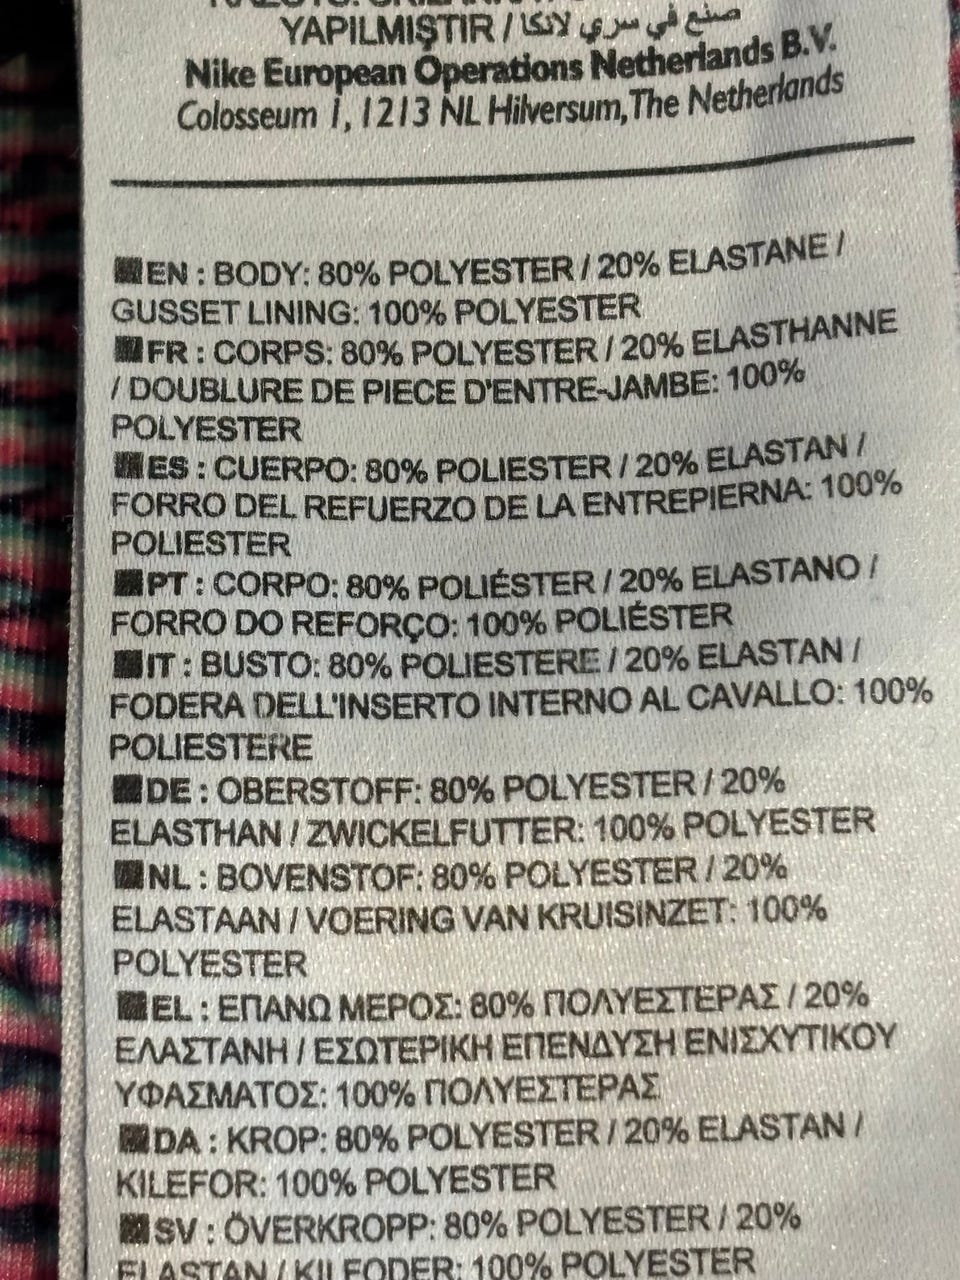 YAPILMIŞTIR / صنع في سري لانكا
Nike European Operations Netherlands B.V.
Colosseum 1, 1213 NL Hilversum, The Netherlands
EN : BODY: 80% POLYESTER / 20% ELASTANE /
GUSSET LINING: 100% POLYESTER
FR : CORPS: 80% POLYESTER / 20% ELASTHANNE
/ DOUBLURE DE PIECE D'ENTRE-JAMBE: 100%
POLYESTER
ES : CUERPO: 80% POLIESTER / 20% ELASTAN /
FORRO DEL REFUERZO DE LA ENTREPIERNA: 100%
POLIESTER
PT : CORPO: 80% POLIÉSTER / 20% ELASTANO /
FORRO DO REFORÇO: 100% POLIÉSTER
IT : BUSTO: 80% POLIESTERE / 20% ELASTAN /
FODERA DELL'INSERTO INTERNO AL CAVALLO: 100%
POLIESTERE
DE : OBERSTOFF: 80% POLYESTER / 20%
ELASTHAN / ZWICKELFUTTER: 100% POLYESTER
NL : BOVENSTOF: 80% POLYESTER / 20%
ELASTAAN / VOERING VAN KRUISINZET: 100%
POLYESTER
EL : ΕΠΑΝΩ ΜΕΡΟΣ: 80% ΠΟΛΥΕΣΤΕΡΑΣ / 20%
ΕΛΑΣΤΑΝΗ / ΕΣΩΤΕΡΙΚΗ ΕΠΕΝΔΥΣΗ ΕΝΙΣΧΥΤΙΚΟΥ
ΥΦΑΣΜΑΤΟΣ: 100% ΠΟΛΥΕΣΤΕΡΑΣ
DA : KROP: 80% POLYESTER / 20% ELASTAN /
KILEFOR: 100% POLYESTER
SV : ÖVERKROPP: 80% POLYESTER / 20%
ELASTAN / KILFODER: 100% POLYESTER